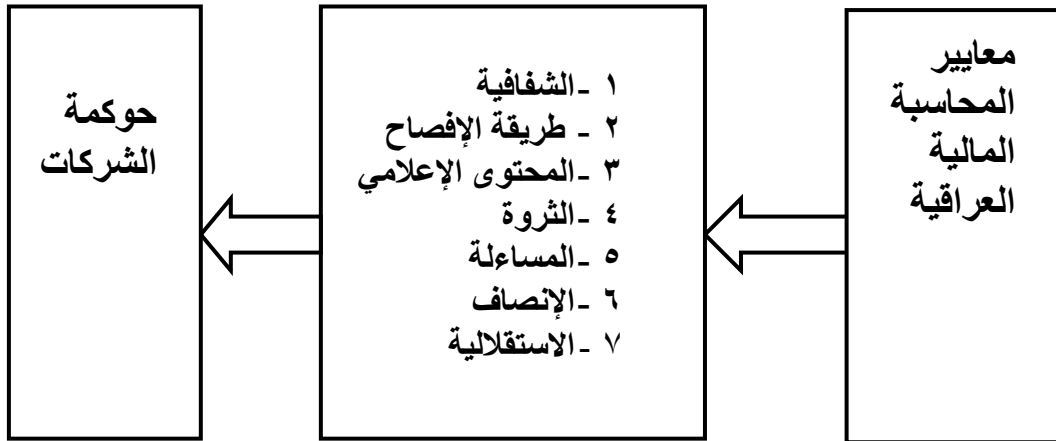 معايير
المحاسبة
المالية
العراقية
١ -الشفافية
٢ - طريقة الإفصاح
٣ -المحتوى الإعلامي
٤ -الثروة
٥ -المساءلة
٦ -الإنصاف
٧ -الاستقلالية
حوكمة
الشركات